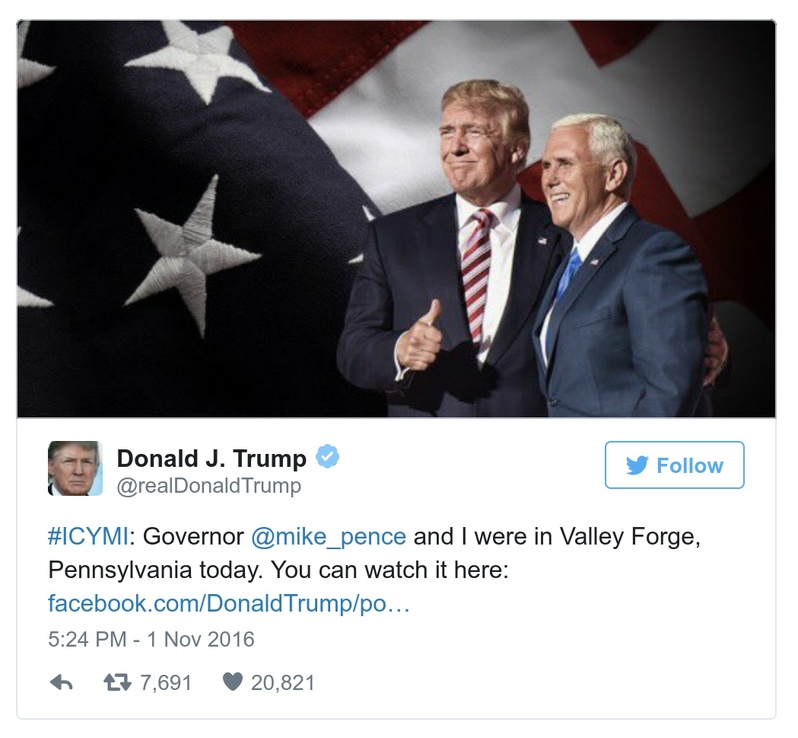 Donald J. Trump
@realDonaldTrump
Follow
#ICYMI: Governor @mike_pence and I were in Valley Forge,
Pennsylvania today. You can watch it here:
facebook.com/DonaldTrump/po…
5:24 PM - 1 Nov 2016
7,691 20,821